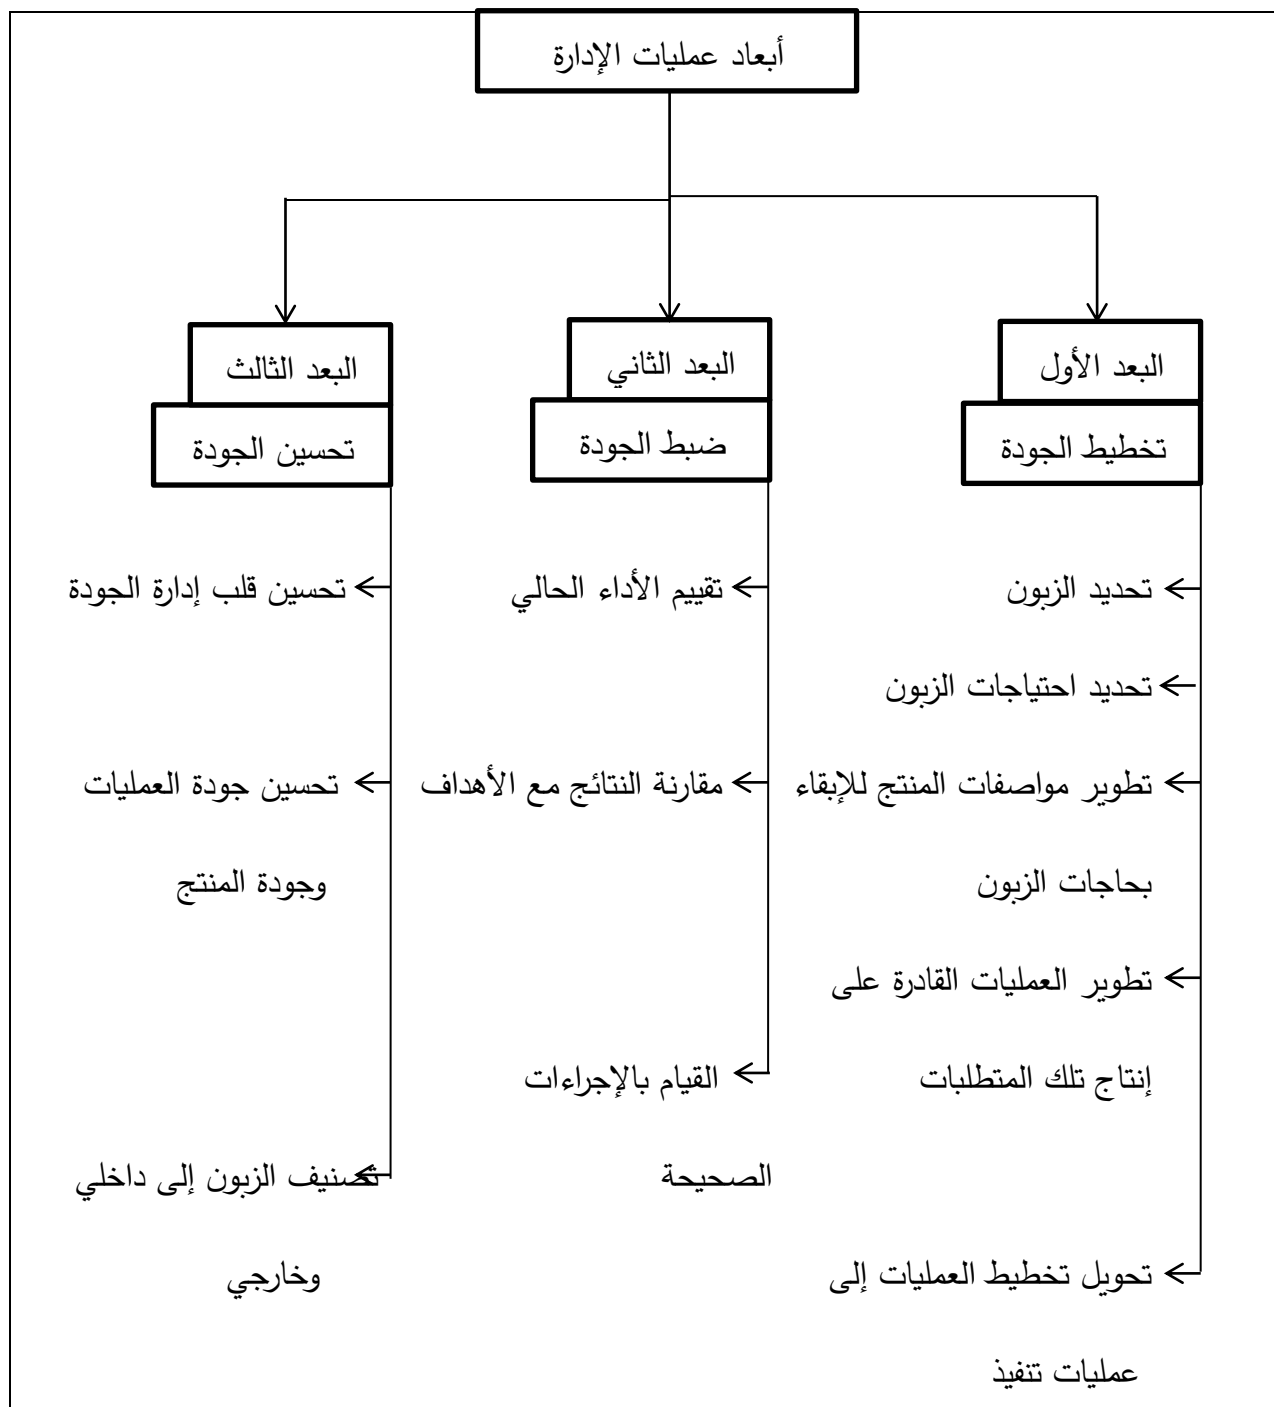 أبعاد عمليات الإدارة
البعد الأول
تخطيط الجودة
تحديد الزبون
تحديد احتياجات الزبون
تطوير مواصفات المنتج للإبقاء
بحاجات الزبون
تطوير العمليات القادرة على
إنتاج تلك المتطلبات
تحويل تخطيط العمليات إلى
عمليات تنفيذ
البعد الثاني
ضبط الجودة
تقييم الأداء الحالي
مقارنة النتائج مع الأهداف
القيام بالإجراءات
الصحيحة
البعد الثالث
تحسين الجودة
تحسين قلب إدارة الجودة
تحسين جودة العمليات
وجودة المنتج
تصنيف الزبون إلى داخلي
وخارجي